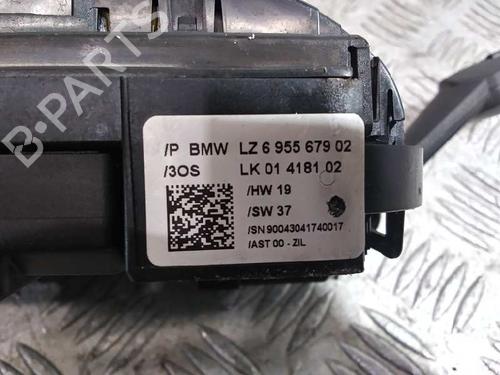 B-PARTS
/P BMW LZ 6 955 679 02
/3OS LK 01 4181 02
/HW 19
/SW 37
/SN 90043041740017
/AST 00 - ZIL